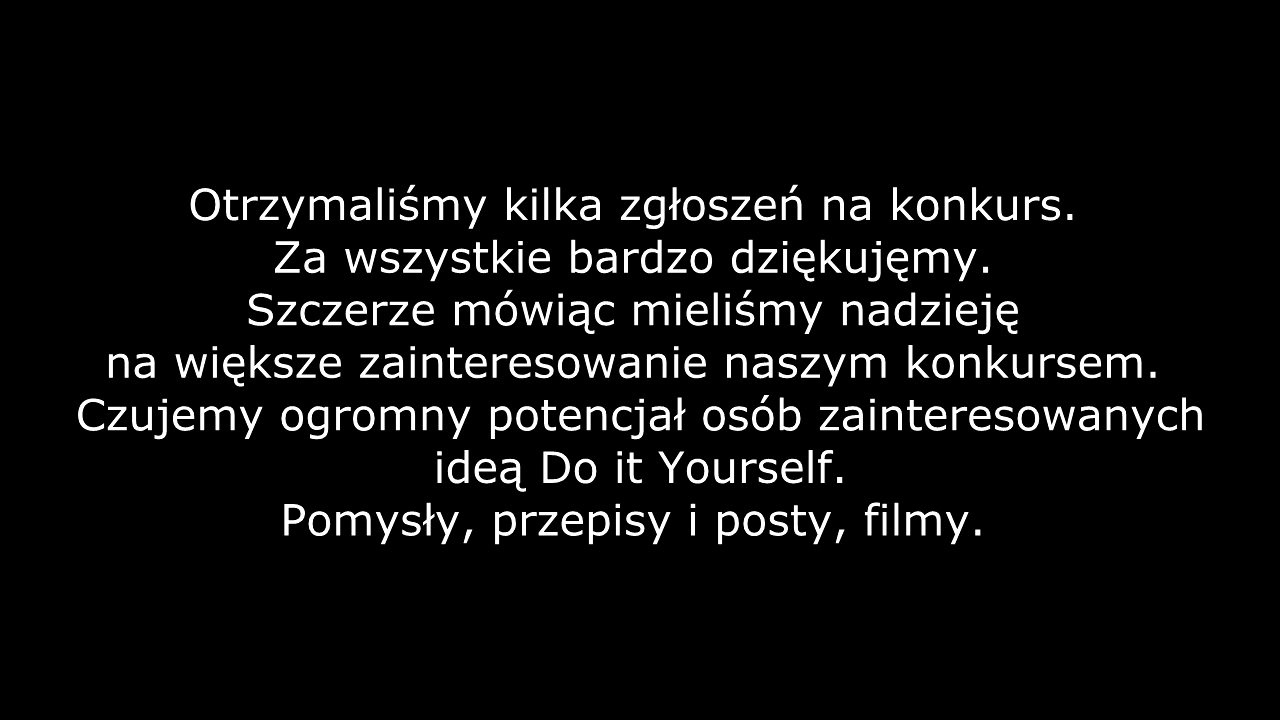 Otrzymaliśmy kilka zgłoszeń na konkurs.
Za wszystkie bardzo dziękujęmy.
Szczerze mówiąc mieliśmy nadzieję
na większe zainteresowanie naszym konkursem.
Czujemy ogromny potencjał osób zainteresowanych
ideą Do it Yourself.
Pomysły, przepisy i posty, filmy.